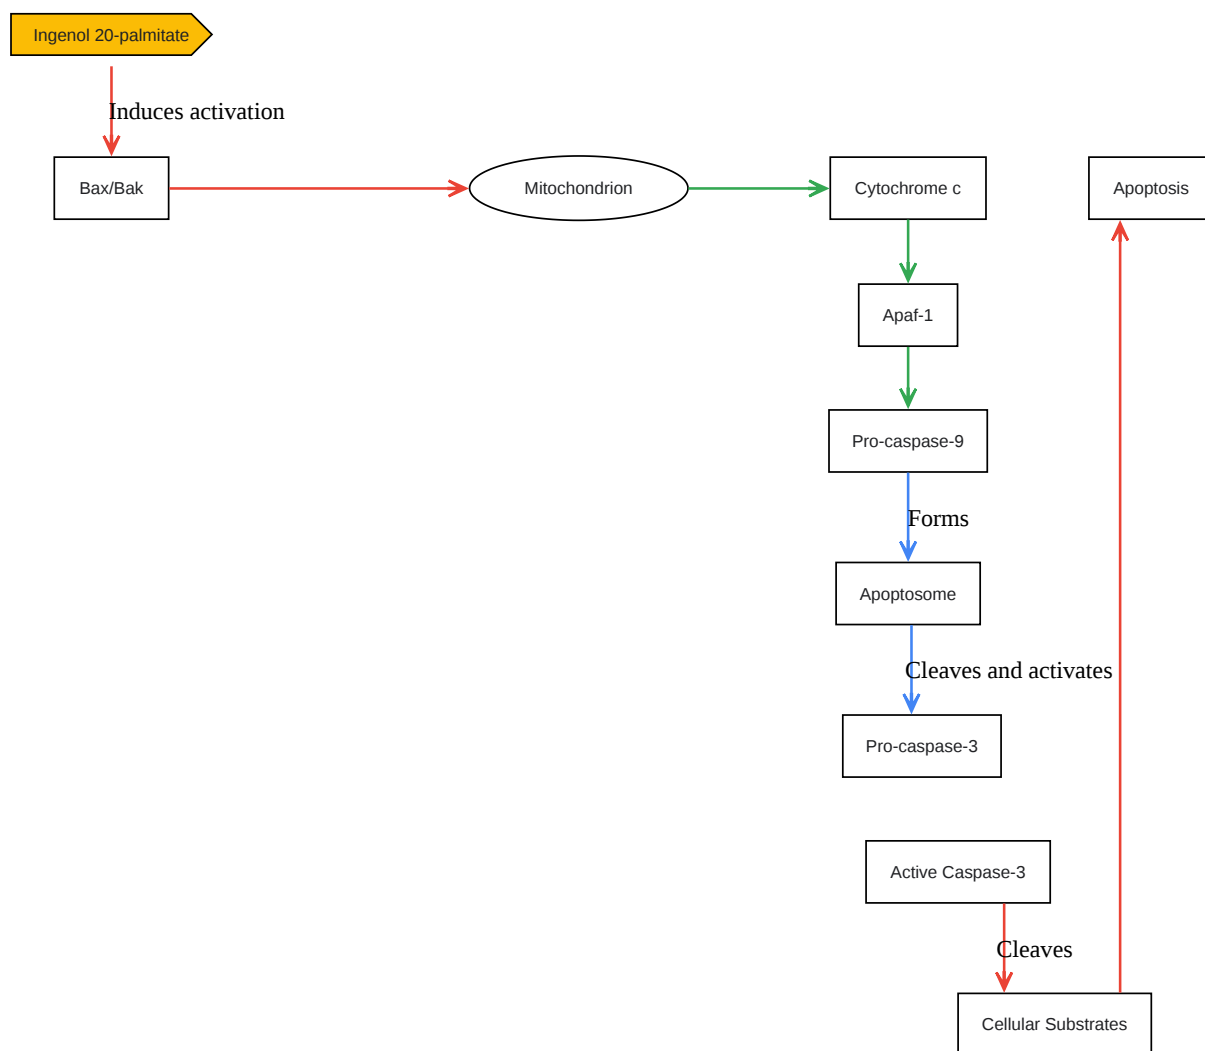 Ingenol 20-palmitate
Induces activation
Bax/Bak
Mitochondrion
Cytochrome c
Apoptosis
Apaf-1
Pro-caspase-9
Forms
Apoptosome
Cleaves and activates
Pro-caspase-3
Active Caspase-3
Cleaves
Cellular Substrates